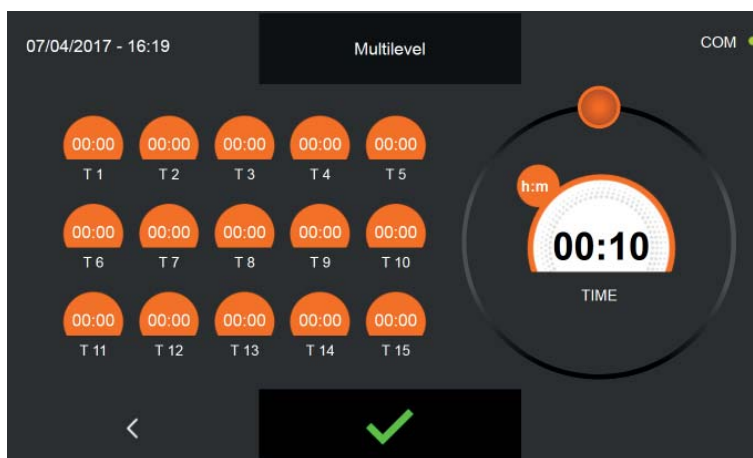 07/04/2017 - 16:19 Multilevel COM
00:00 00:00 00:00 00:00 00:00
T 1 T 2 T 3 T 4 T 5
h:m
00:00 00:00 00:00 00:00 00:00
T 6 T 7 T 8 T 9 T 10
00:10
TIME
00:00 00:00 00:00 00:00 00:00
T 11 T 12 T 13 T 14 T 15